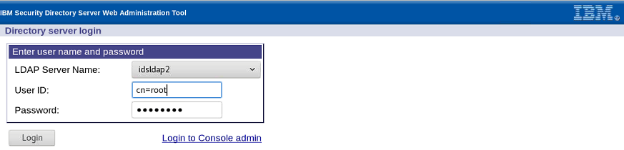 IBM Security Directory Server Web Administration Tool
IBM®
Directory server login
Enter user name and password
LDAP Server Name: idsldap2
User ID: cn=root
Password: ••••••••
Login Login to Console admin